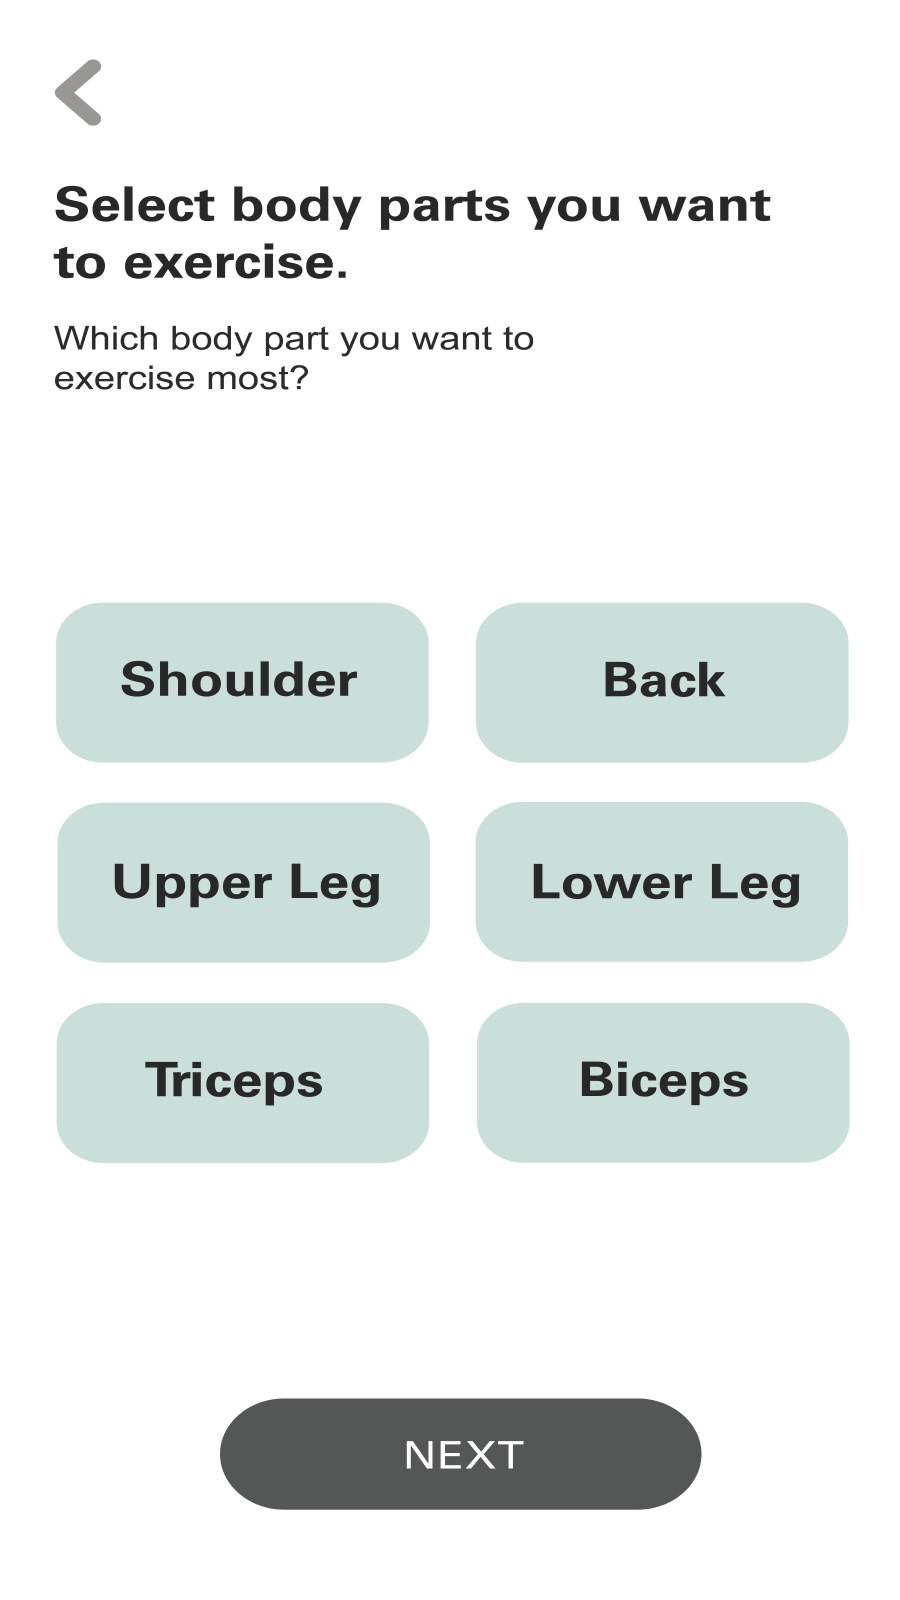 Select body parts you want
to exercise.
Which body part you want to
exercise most?
Shoulder
Back
Upper Leg
Lower Leg
Triceps
Biceps
NEXT